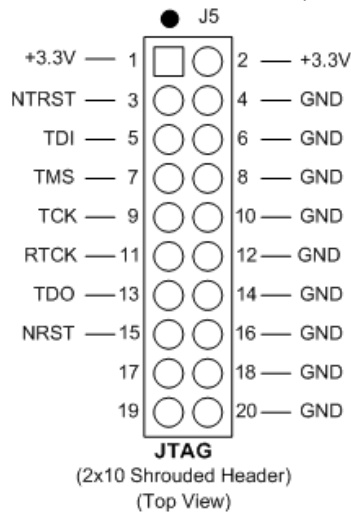 J5
+3.3V 1 2 +3.3V
NTRST 3 4 GND
TDI 5 6 GND
TMS 7 8 GND
TCK 9 10 GND
RTCK 11 12 GND
TDO 13 14 GND
NRST 15 16 GND
17 18 GND
19 20 GND
JTAG
(2x10 Shrouded Header)
(Top View)